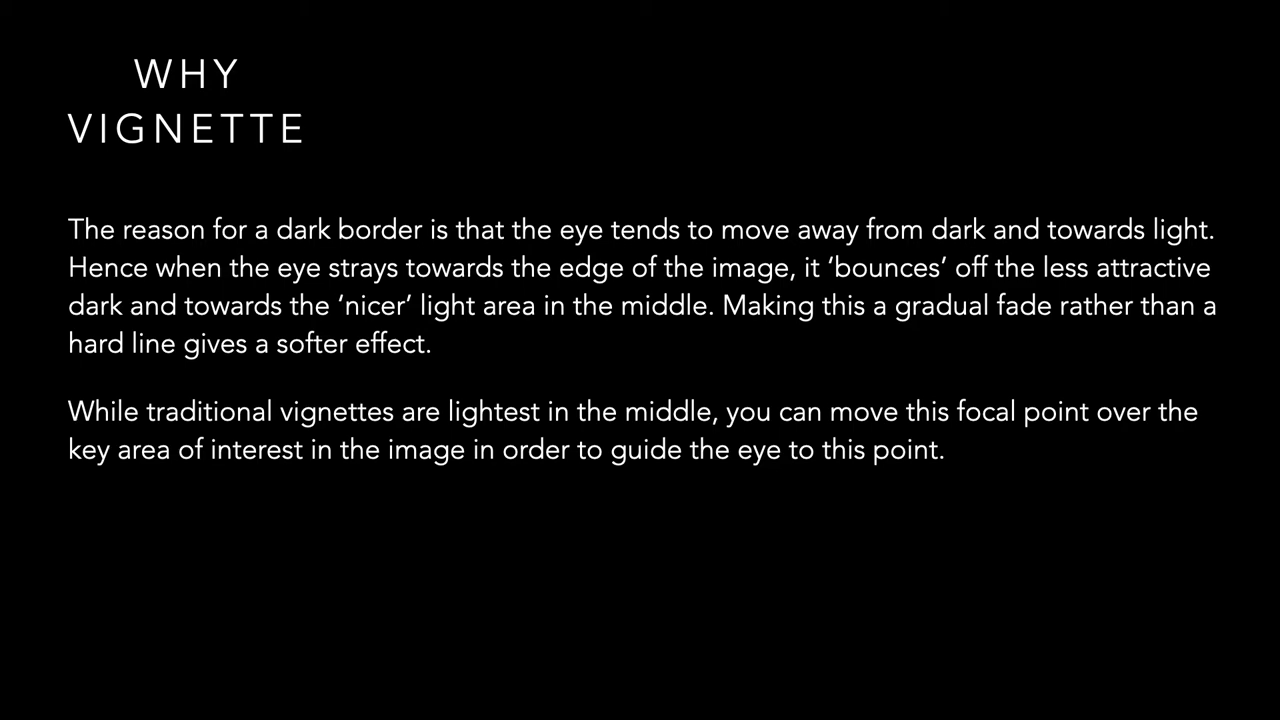 WHY
VIGNETTE
The reason for a dark border is that the eye tends to move away from dark and towards light.
Hence when the eye strays towards the edge of the image, it ‘bounces’ off the less attractive
dark and towards the ‘nicer’ light area in the middle. Making this a gradual fade rather than a
hard line gives a softer effect.
While traditional vignettes are lightest in the middle, you can move this focal point over the
key area of interest in the image in order to guide the eye to this point.